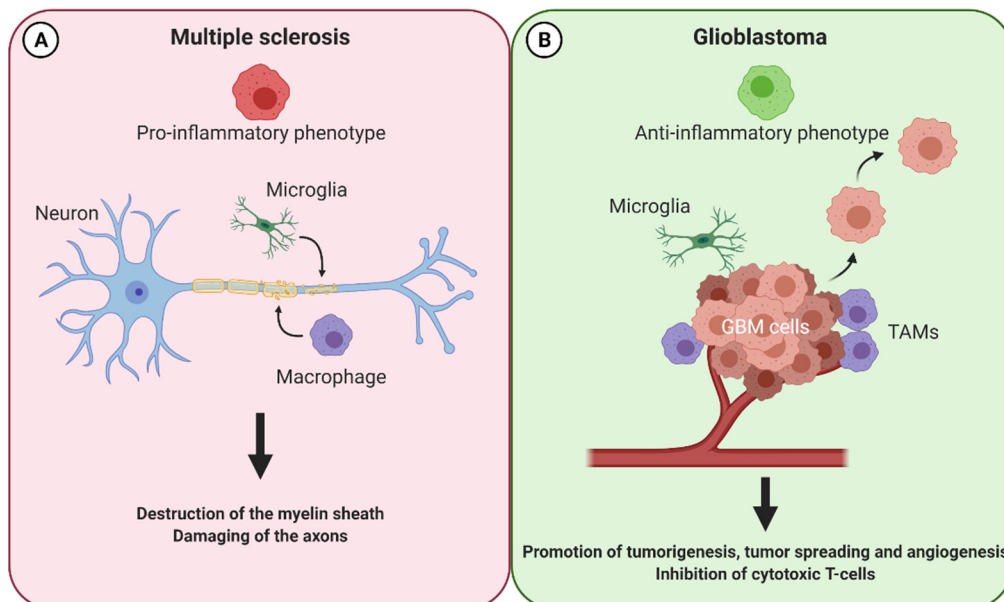 A
Multiple sclerosis
Pro-inflammatory phenotype
Microglia
Neuron
Macrophage
Destruction of the myelin sheath
Damaging of the axons
B
Glioblastoma
Anti-inflammatory phenotype
Microglia
GBM cells
TAMs
Promotion of tumorigenesis, tumor spreading and angiogenesis
Inhibition of cytotoxic T-cells